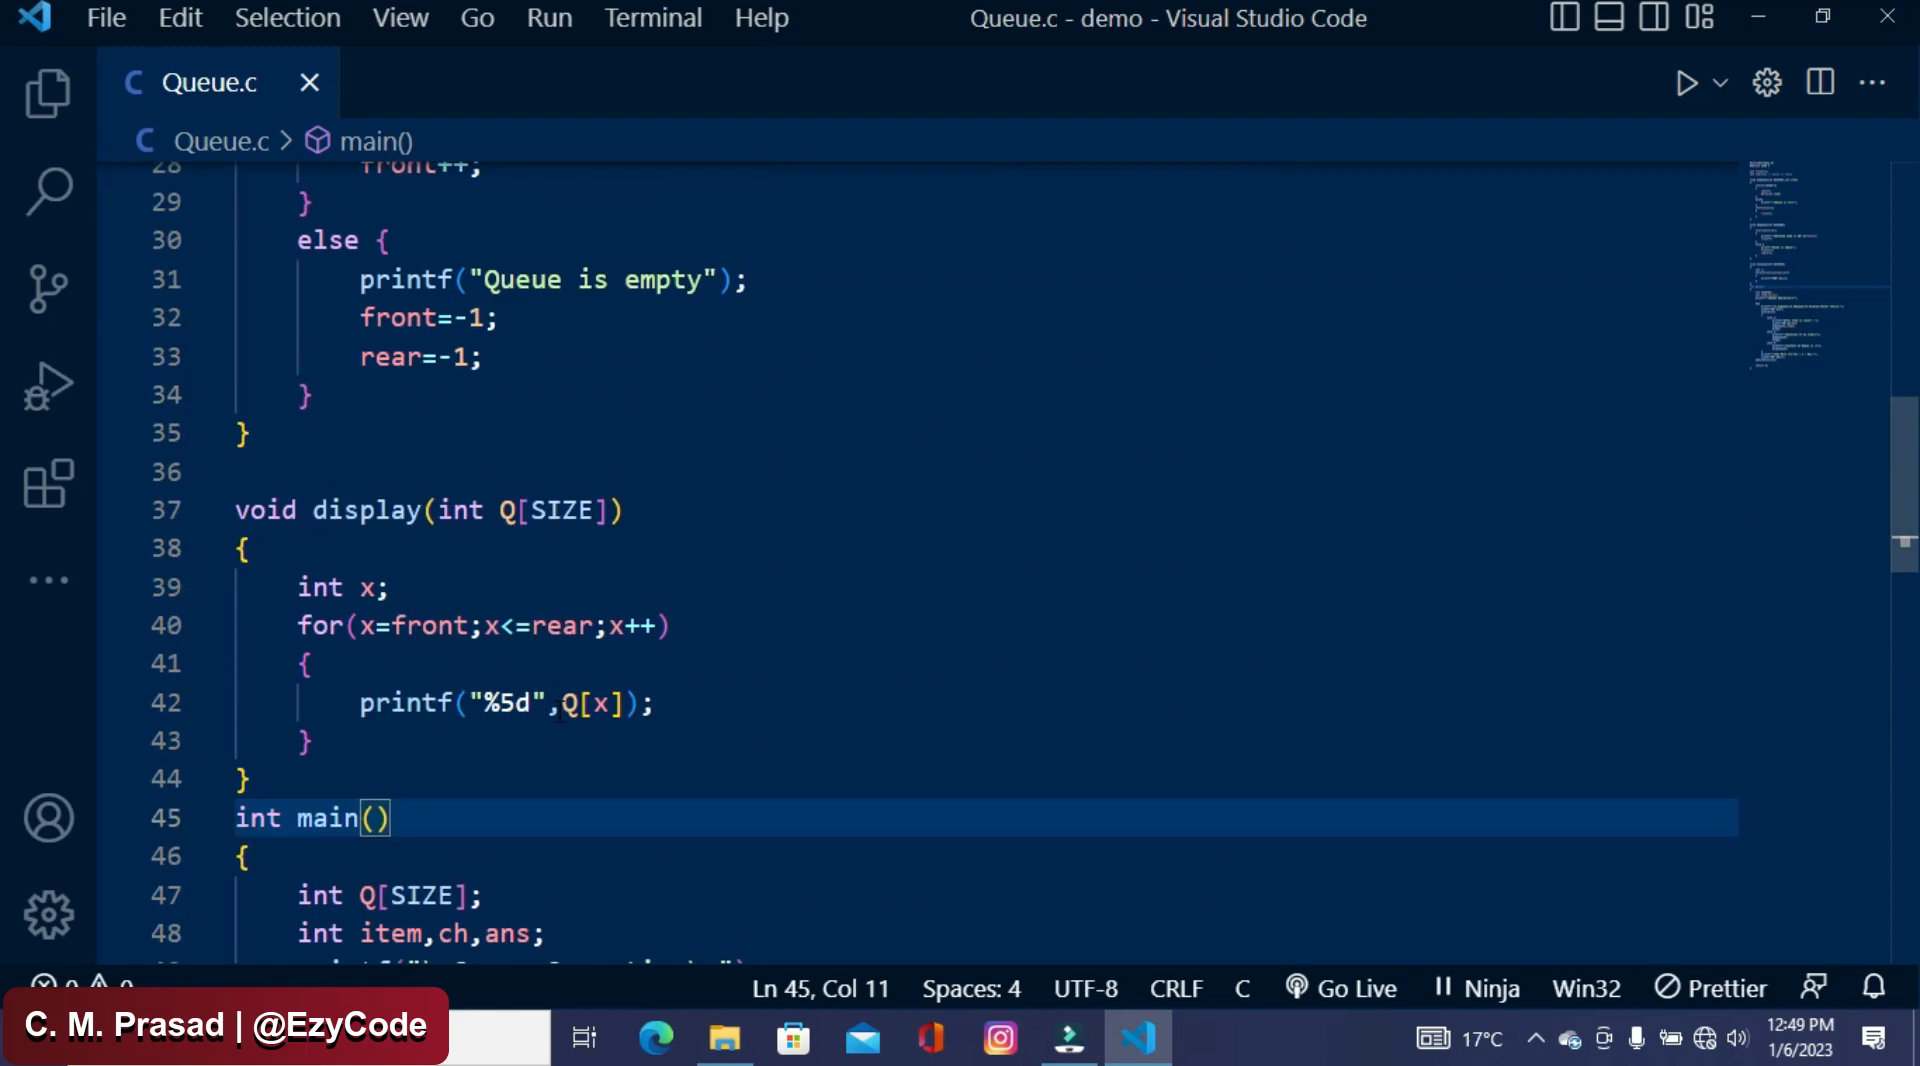 File Edit Selection View Go Run Terminal Help Queue.c - demo - Visual Studio Code
C Queue.c
C Queue.c > main()
28 front++;
29 }
30 else {
31 printf("Queue is empty");
32 front=-1;
33 rear=-1;
34 }
35 }
36
37 void display(int Q[SIZE])
38 {
39 int x;
40 for(x=front;x<=rear;x++)
41 {
42 printf("%5d",Q[x]);
43 }
44 }
45 int main()
46 {
47 int Q[SIZE];
48 int item,ch,ans;
0 0 Ln 45, Col 11 Spaces: 4 UTF-8 CRLF C Go Live Ninja Win32 Prettier
C. M. Prasad | @EzyCode
17°C 12:49 PM
1/6/2023